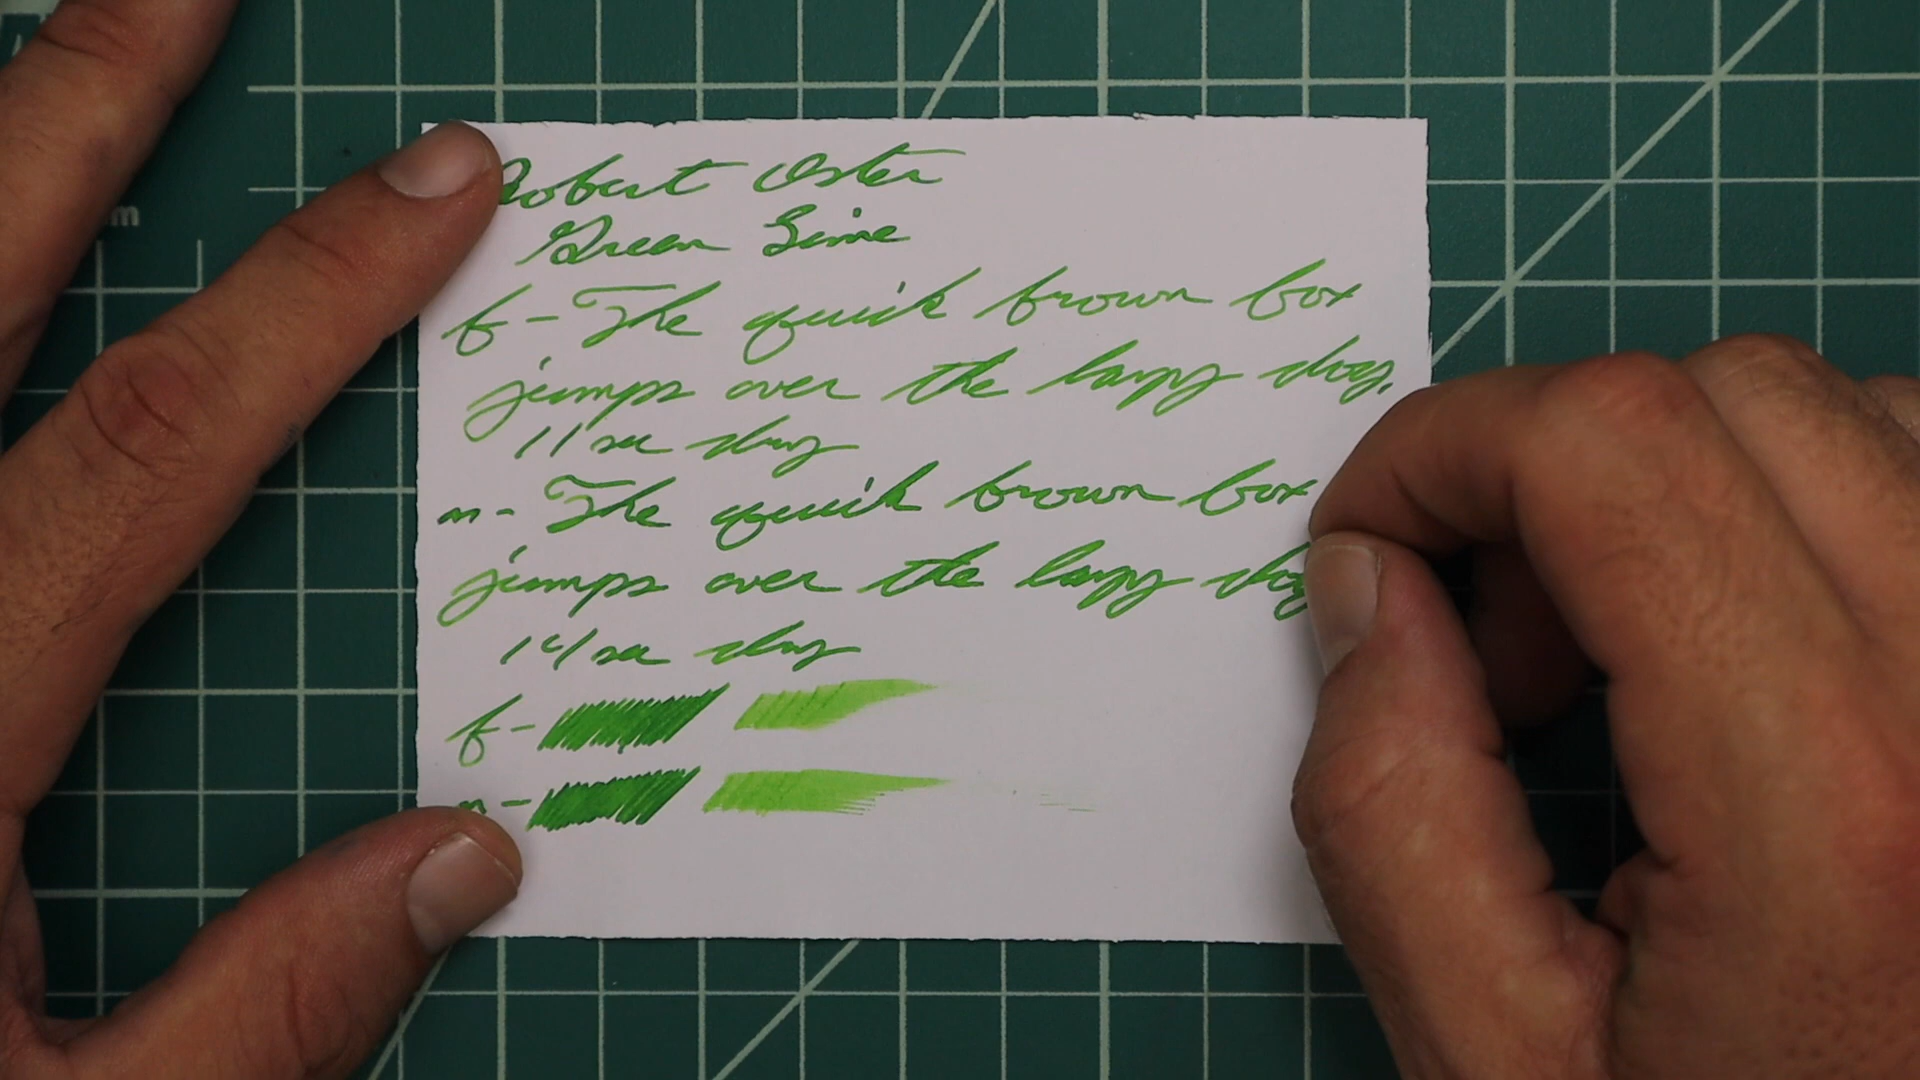 Robert Oster
Green Lime
f - The quick brown fox
jumps over the lazy dog,
11 sec dry
m - The quick brown fox
jumps over the lazy dog
14 sec dry
f -
m -
m